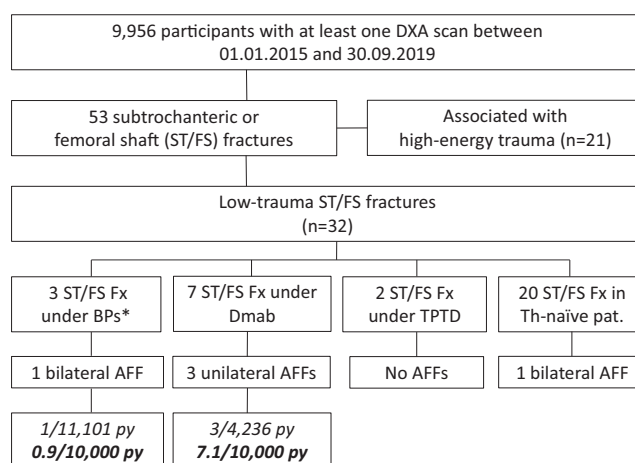 9,956 participants with at least one DXA scan between
01.01.2015 and 30.09.2019
53 subtrochanteric or
femoral shaft (ST/FS) fractures
Associated with
high-energy trauma (n=21)
Low-trauma ST/FS fractures
(n=32)
3 ST/FS Fx
under BPs*
7 ST/FS Fx under
Dmab
2 ST/FS Fx
under TPTD
20 ST/FS Fx in
Th-naïve pat.
1 bilateral AFF
3 unilateral AFFs
No AFFs
1 bilateral AFF
1/11,101 py
0.9/10,000 py
3/4,236 py
7.1/10,000 py